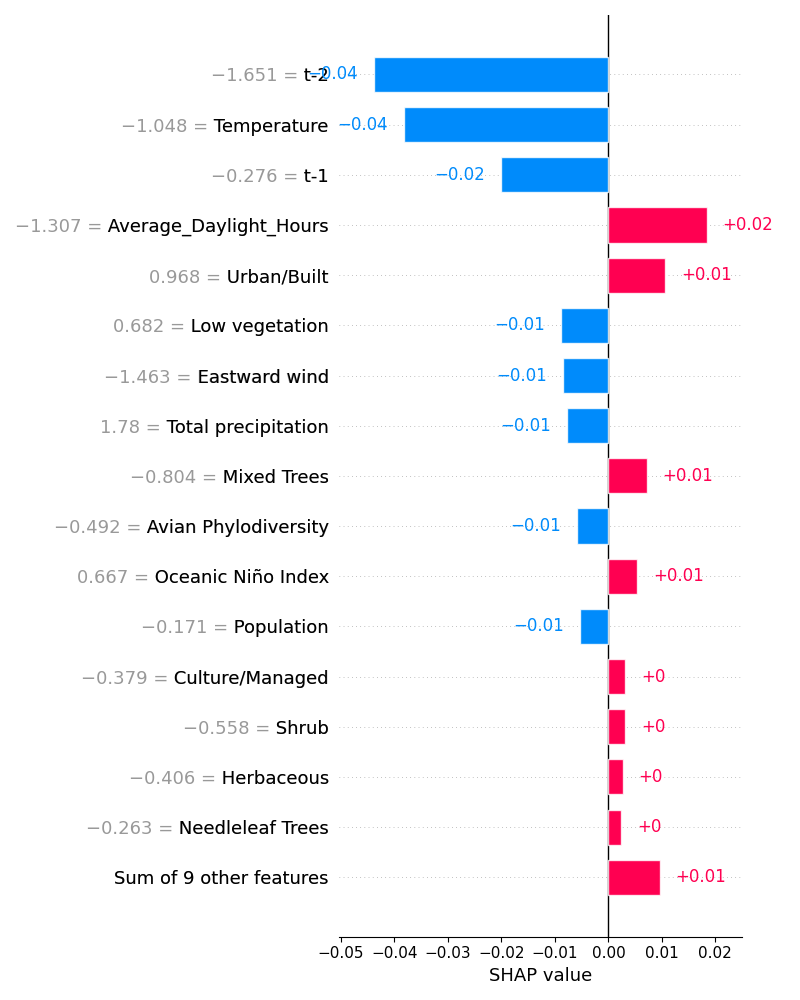 −1.651 = t-2 −0.04
−1.048 = Temperature −0.04
−0.276 = t-1 −0.02
−1.307 = Average_Daylight_Hours +0.02
0.968 = Urban/Built +0.01
0.682 = Low vegetation −0.01
−1.463 = Eastward wind −0.01
1.78 = Total precipitation −0.01
−0.804 = Mixed Trees +0.01
−0.492 = Avian Phylodiversity −0.01
0.667 = Oceanic Niño Index +0.01
−0.171 = Population −0.01
−0.379 = Culture/Managed +0
−0.558 = Shrub +0
−0.406 = Herbaceous +0
−0.263 = Needleleaf Trees +0
Sum of 9 other features +0.01
−0.05 −0.04 −0.03 −0.02 −0.01 0.00 0.01 0.02
SHAP value